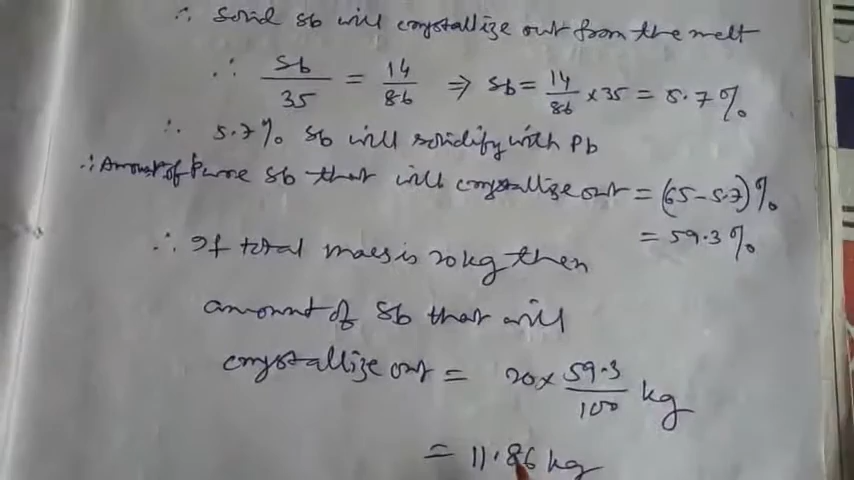 ∴ Solid Sb will crystallize out from the melt
∴ Sb/35 = 14/86 ⇒ Sb = 14/86 × 35 = 5.7%
∴ 5.7% Sb will solidify with Pb
∴ Amount of Pure Sb that will crystallize out = (65 - 5.7)%
= 59.3%
∴ If total mass is 20 kg then
amount of Sb that will
crystallize out = 20 × 59.3/100 kg
= 11.86 kg